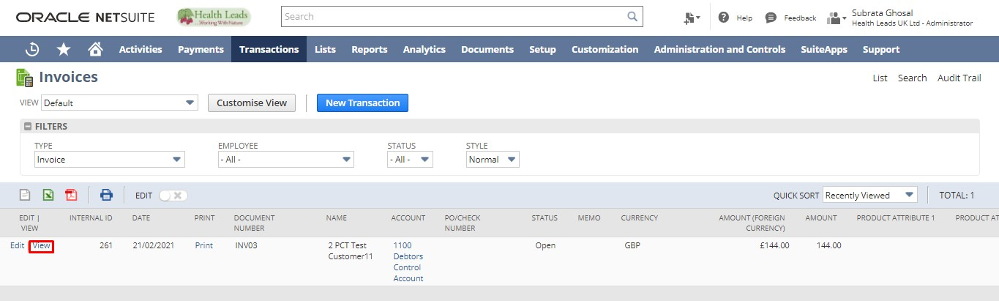 ORACLE NETSUITE
Health Leads
...Working With Nature
Search
Help
Feedback
Subrata Ghosal
Health Leads UK Ltd - Administrator
Activities Payments Transactions Lists Reports Analytics Documents Setup Customization Administration and Controls SuiteApps Support
Invoices
List Search Audit Trail
VIEW Default Customise View New Transaction
FILTERS
TYPE EMPLOYEE STATUS STYLE
Invoice - All - - All - Normal
EDIT QUICK SORT Recently Viewed TOTAL: 1
EDIT | INTERNAL ID DATE PRINT DOCUMENT NAME ACCOUNT PO/CHECK STATUS MEMO CURRENCY AMOUNT (FOREIGN AMOUNT PRODUCT ATTRIBUTE 1 PRODUCT AT
VIEW NUMBER NUMBER CURRENCY)
Edit View 261 21/02/2021 Print INV03 2 PCT Test 1100 Open GBP £144.00 144.00
Customer11 Debtors
Control
Account